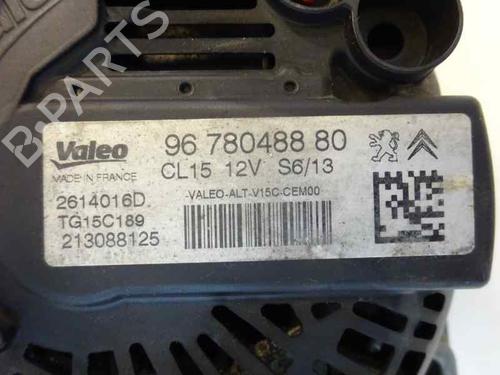 B-PARTS
Valeo
MADE IN FRANCE
96 780488 80
CL15 12V S6/13
2614016D
TG15C189
213088125
-VALEO-ALT-V15C-CEM00